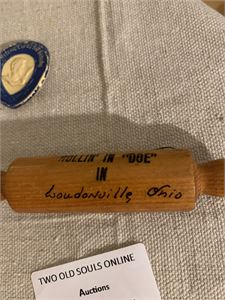 ROLLIN' IN "DOE"
IN
Loudonville, Ohio
TWO OLD SOULS ONLINE
Auctions